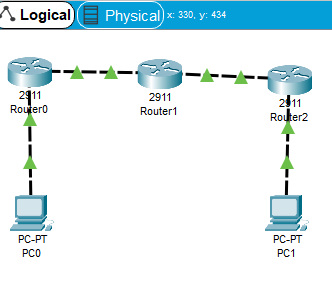 Logical Physical x: 330, y: 434
2911
Router0
2911
Router1
2911
Router2
PC-PT
PC0
PC-PT
PC1